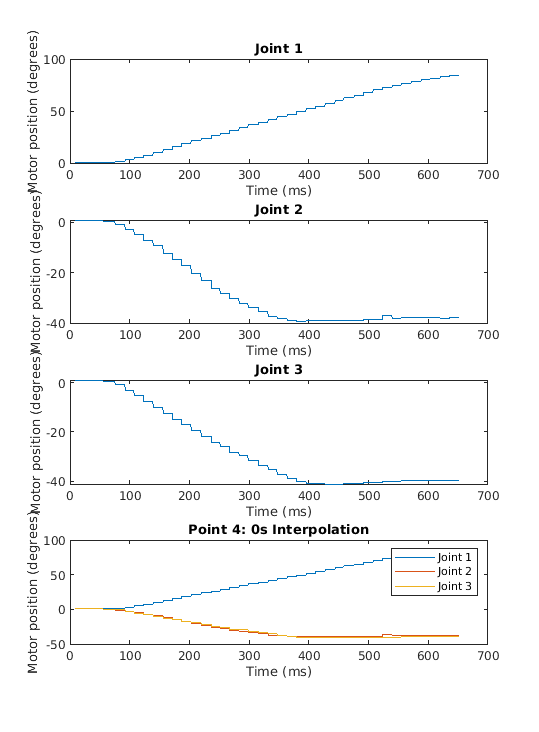 Joint 1
Motor position (degrees)
100
50
0
0 100 200 300 400 500 600 700
Time (ms)
Joint 2
Motor position (degrees)
0
-20
-40
0 100 200 300 400 500 600 700
Time (ms)
Joint 3
Motor position (degrees)
0
-20
-40
0 100 200 300 400 500 600 700
Time (ms)
Point 4: 0s Interpolation
Motor position (degrees)
100
50
0
-50
0 100 200 300 400 500 600 700
Time (ms)
Joint 1
Joint 2
Joint 3